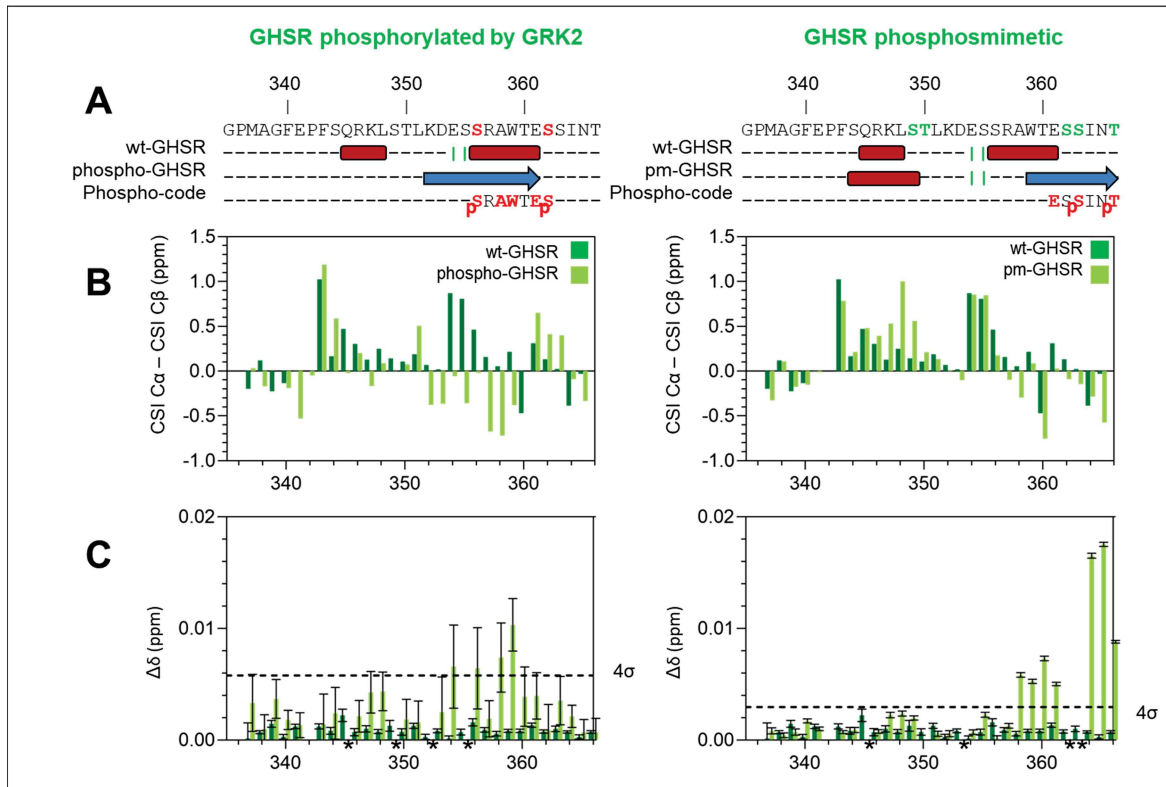 GHSR phosphorylated by GRK2
GHSR phosphosmimetic
A
340 350 360
340 350 360
GPMAGFEPFSQRKLSTLKDESSRAWTESSINT
GPMAGFEPFSQRKLSTLKDESSRAWTESSINT
wt-GHSR
phospho-GHSR
Phospho-code
pSRAWTEpS
wt-GHSR
pm-GHSR
Phospho-code
ESpSINpT
B
CSI Cα – CSI Cβ (ppm)
1.5
1.0
0.5
0.0
-0.5
-1.0
wt-GHSR
phospho-GHSR
340 350 360
CSI Cα – CSI Cβ (ppm)
1.5
1.0
0.5
0.0
-0.5
-1.0
wt-GHSR
pm-GHSR
340 350 360
C
Δδ (ppm)
0.02
0.01
0.00
4σ
* * * *
340 350 360
Δδ (ppm)
0.02
0.01
0.00
4σ
* * **
340 350 360